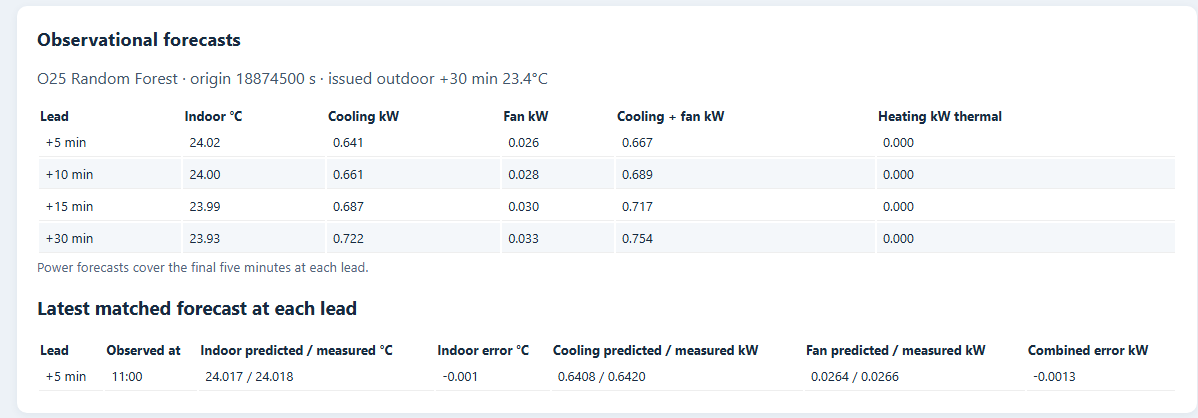 Observational forecasts
O25 Random Forest · origin 18874500 s · issued outdoor +30 min 23.4°C
Lead Indoor °C Cooling kW Fan kW Cooling + fan kW Heating kW thermal
+5 min 24.02 0.641 0.026 0.667 0.000
+10 min 24.00 0.661 0.028 0.689 0.000
+15 min 23.99 0.687 0.030 0.717 0.000
+30 min 23.93 0.722 0.033 0.754 0.000
Power forecasts cover the final five minutes at each lead.
Latest matched forecast at each lead
Lead Observed at Indoor predicted / measured °C Indoor error °C Cooling predicted / measured kW Fan predicted / measured kW Combined error kW
+5 min 11:00 24.017 / 24.018 -0.001 0.6408 / 0.6420 0.0264 / 0.0266 -0.0013